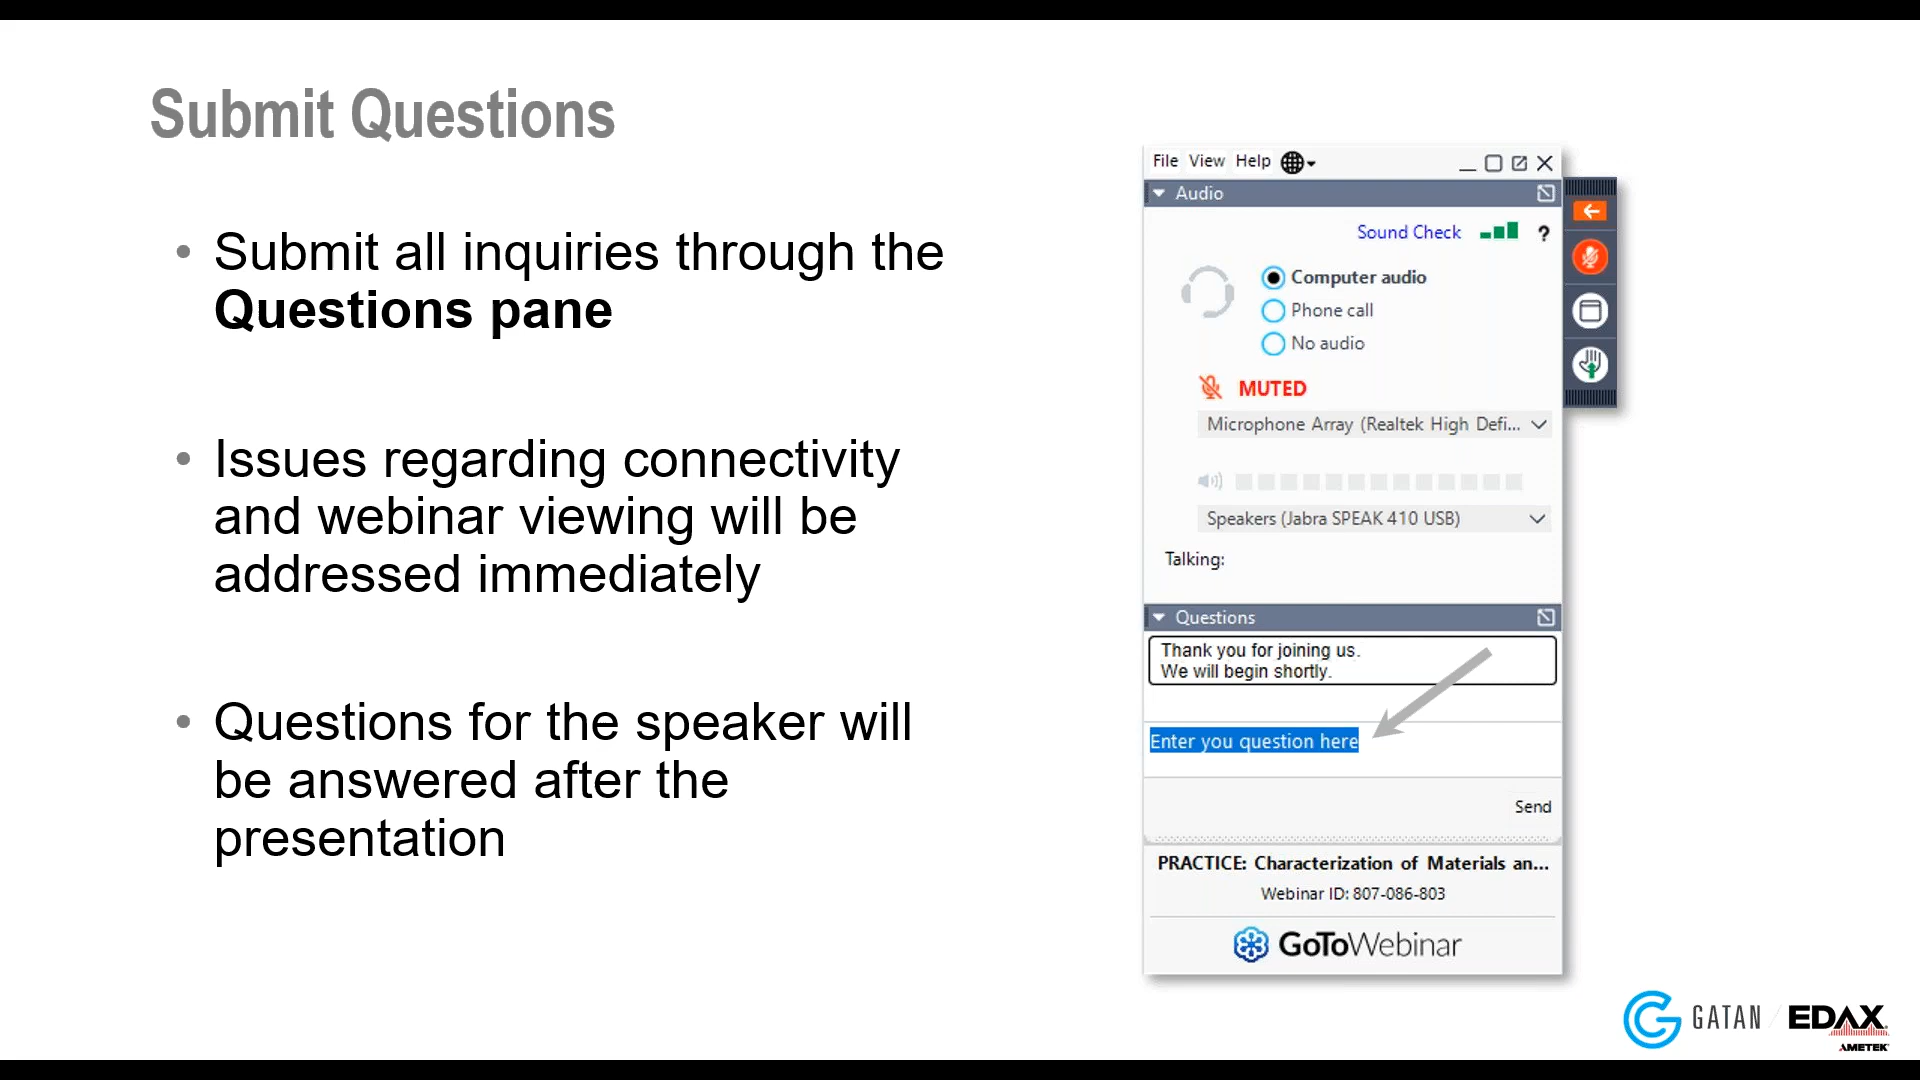 Submit Questions
• Submit all inquiries through the
Questions pane
• Issues regarding connectivity
and webinar viewing will be
addressed immediately
• Questions for the speaker will
be answered after the
presentation
File View Help
Audio
Sound Check ?
Computer audio
Phone call
No audio
MUTED
Microphone Array (Realtek High Defi...
Speakers (Jabra SPEAK 410 USB)
Talking:
Questions
Thank you for joining us.
We will begin shortly.
Enter you question here
Send
PRACTICE: Characterization of Materials an...
Webinar ID: 807-086-803
GoToWebinar
GATAN / EDAX
AMETEK